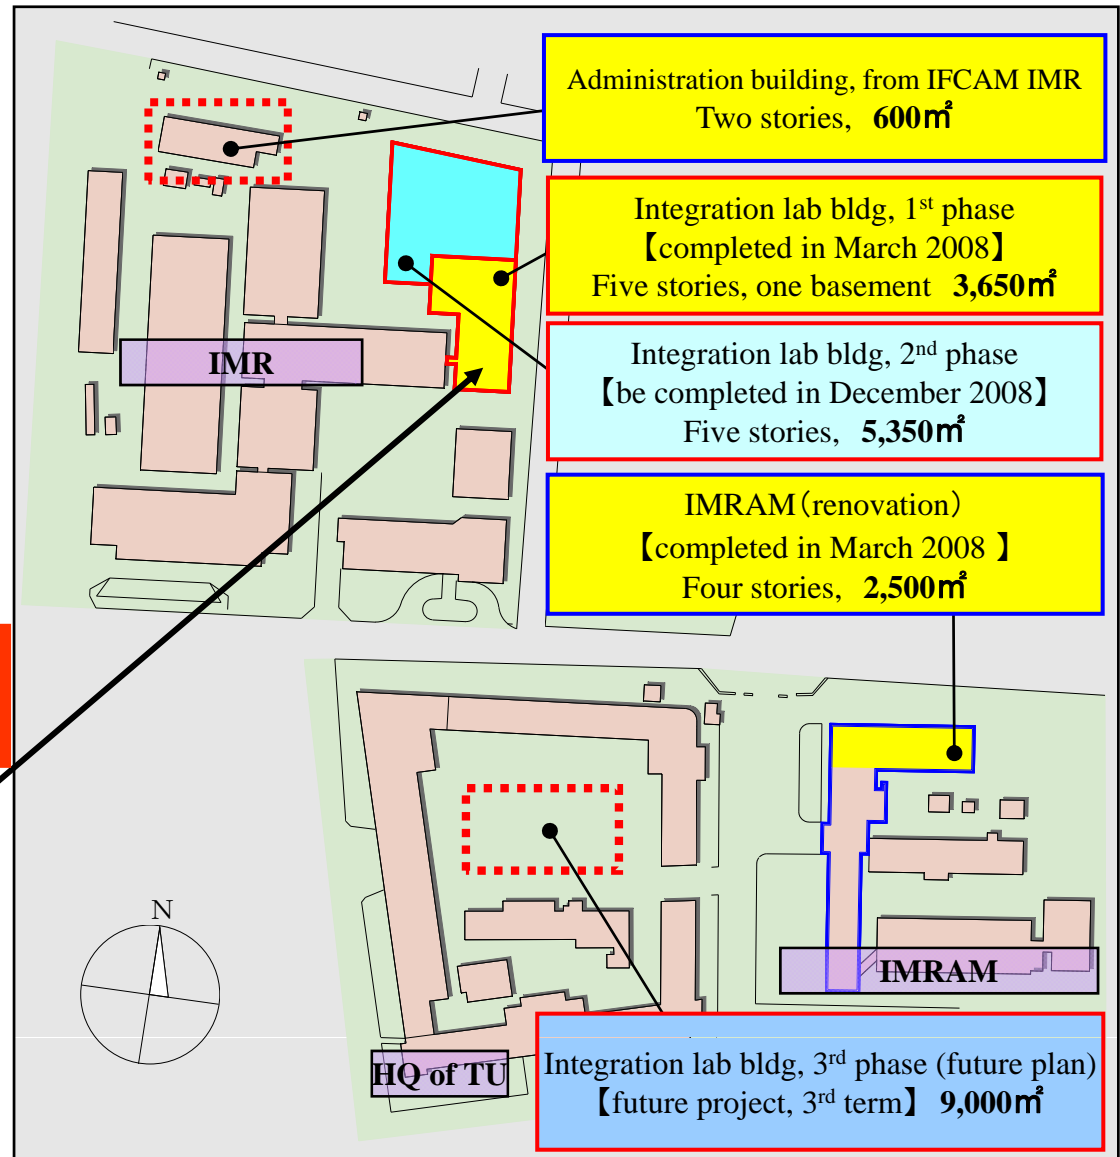 Administration building, from IFCAM IMR
Two stories, 600㎡
Integration lab bldg, 1st phase
【completed in March 2008】
Five stories, one basement 3,650㎡
IMR
Integration lab bldg, 2nd phase
【be completed in December 2008】
Five stories, 5,350㎡
IMRAM（renovation）
【completed in March 2008 】
Four stories, 2,500㎡
N
IMRAM
HQ of TU
Integration lab bldg, 3rd phase (future plan)
【future project, 3rd term】 9,000㎡